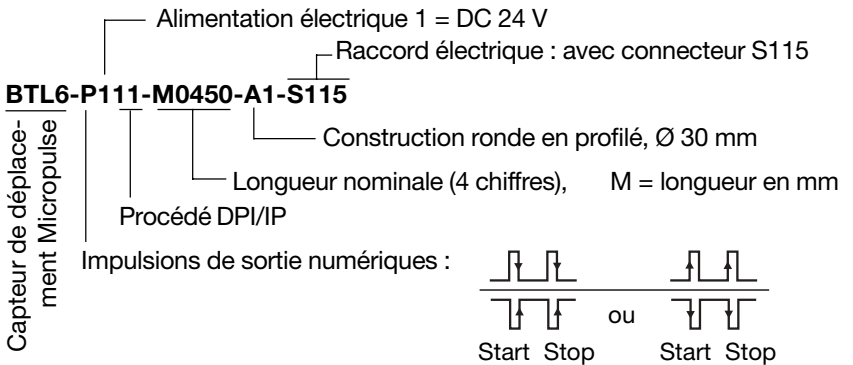 Alimentation électrique 1 = DC 24 V
Raccord électrique : avec connecteur S115
BTL6-P111-M0450-A1-S115
Construction ronde en profilé, Ø 30 mm
Longueur nominale (4 chiffres), M = longueur en mm
Procédé DPI/IP
Impulsions de sortie numériques :
Capteur de déplace-
ment Micropulse
ou
Start Stop Start Stop